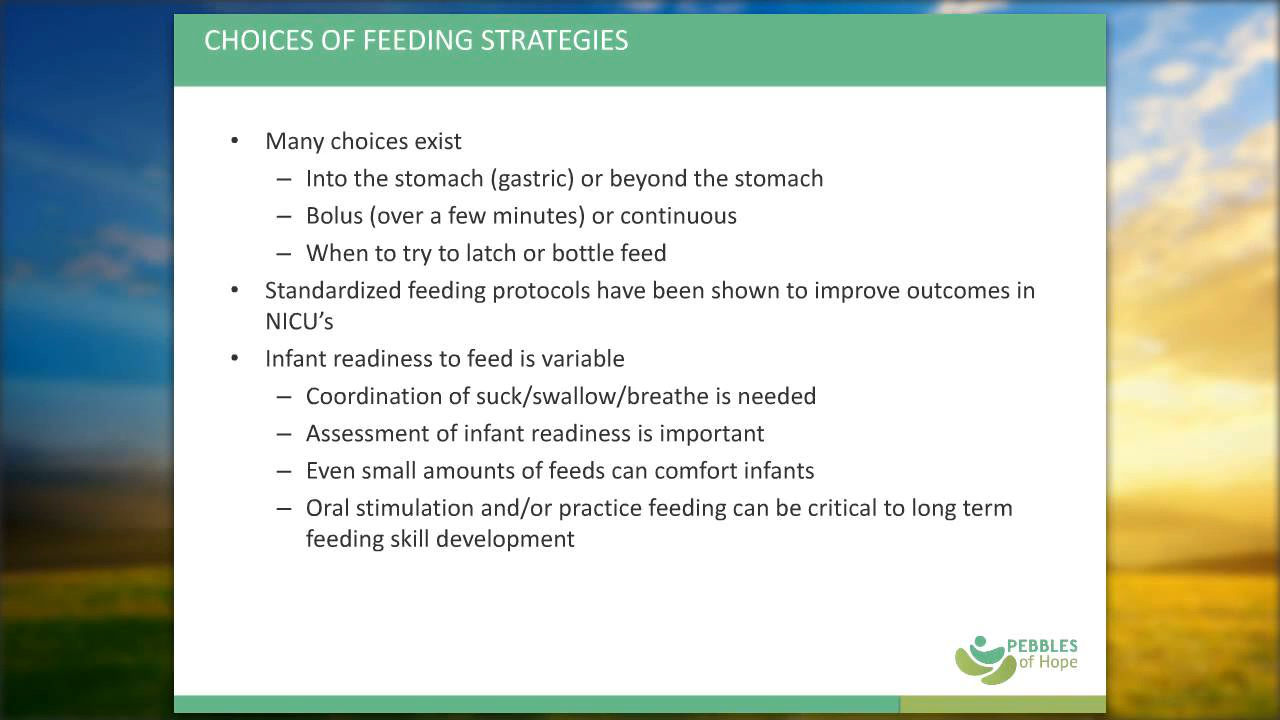 CHOICES OF FEEDING STRATEGIES
• Many choices exist
– Into the stomach (gastric) or beyond the stomach
– Bolus (over a few minutes) or continuous
– When to try to latch or bottle feed
• Standardized feeding protocols have been shown to improve outcomes in
NICU’s
• Infant readiness to feed is variable
– Coordination of suck/swallow/breathe is needed
– Assessment of infant readiness is important
– Even small amounts of feeds can comfort infants
– Oral stimulation and/or practice feeding can be critical to long term
feeding skill development
PEBBLES
of Hope